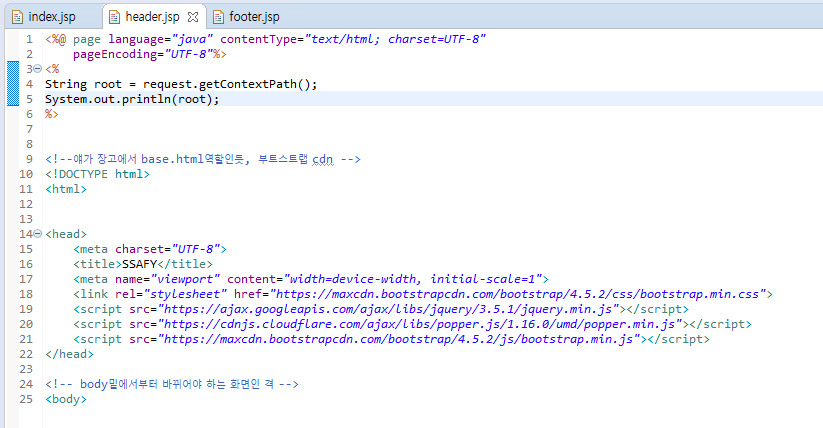 index.jsp header.jsp footer.jsp
1 <%@ page language="java" contentType="text/html; charset=UTF-8"
2 pageEncoding="UTF-8"%>
3 <%
4 String root = request.getContextPath();
5 System.out.println(root);
6 %>
7
8
9 <!--얘가 장고에서 base.html역할인듯, 부트스트랩 cdn -->
10 <!DOCTYPE html>
11 <html>
12
13
14 <head>
15 <meta charset="UTF-8">
16 <title>SSAFY</title>
17 <meta name="viewport" content="width=device-width, initial-scale=1">
18 <link rel="stylesheet" href="https://maxcdn.bootstrapcdn.com/bootstrap/4.5.2/css/bootstrap.min.css">
19 <script src="https://ajax.googleapis.com/ajax/libs/jquery/3.5.1/jquery.min.js"></script>
20 <script src="https://cdnjs.cloudflare.com/ajax/libs/popper.js/1.16.0/umd/popper.min.js"></script>
21 <script src="https://maxcdn.bootstrapcdn.com/bootstrap/4.5.2/js/bootstrap.min.js"></script>
22 </head>
23
24 <!-- body밑에서부터 바뀌어야 하는 화면인 격 -->
25 <body>